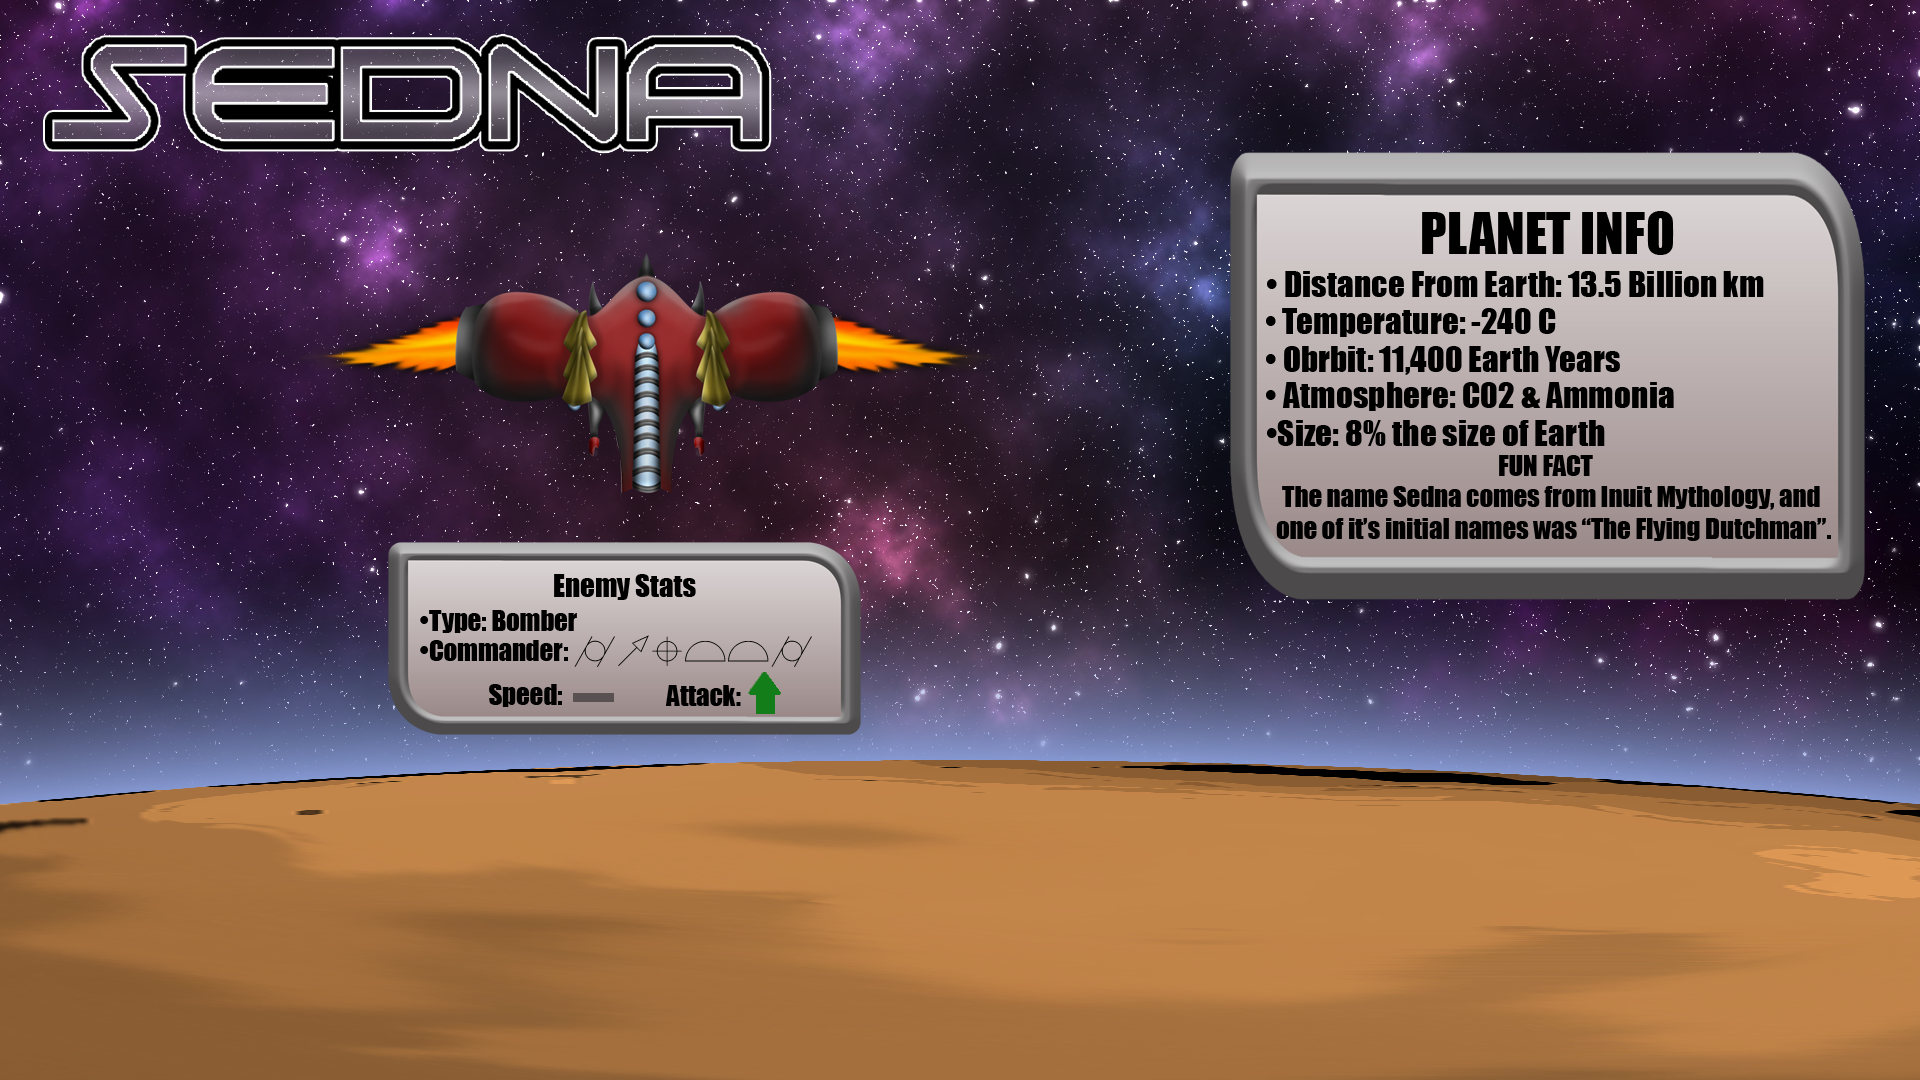 SEDNA
PLANET INFO
• Distance From Earth: 13.5 Billion km
• Temperature: -240 C
• Obrbit: 11,400 Earth Years
• Atmosphere: CO2 & Ammonia
•Size: 8% the size of Earth
FUN FACT
The name Sedna comes from Inuit Mythology, and
one of it's initial names was “The Flying Dutchman”.
Enemy Stats
•Type: Bomber
•Commander: ⌭↗⌖⌓⌓⌭
Speed:
Attack: